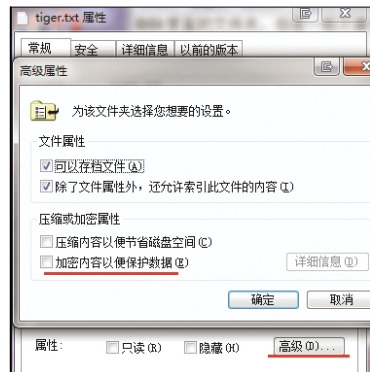 tiger.txt 属性
常规 安全 详细信息 以前的版本
高级属性
为该文件夹选择您想要的设置。
文件属性
可以存档文件(A)
除了文件属性外，还允许索引此文件的内容(I)
压缩或加密属性
压缩内容以便节省磁盘空间(C)
加密内容以便保护数据(E)
详细信息(D)
确定 取消
属性: 只读(R) 隐藏(H) 高级(D)...